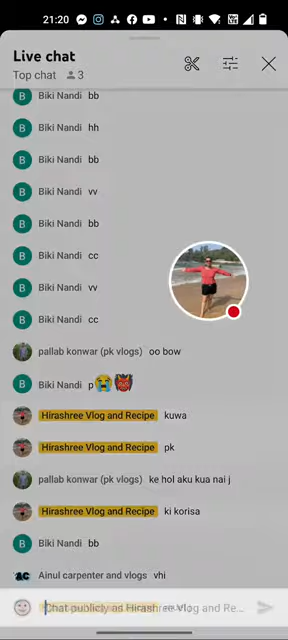 21:20
21%
Live chat
Top chat 3
B Biki Nandi bb
B Biki Nandi hh
B Biki Nandi bb
B Biki Nandi vv
B Biki Nandi bb
B Biki Nandi cc
B Biki Nandi vv
B Biki Nandi cc
pallab konwar (pk vlogs) oo bow
B Biki Nandi p😭👹
Hirashree Vlog and Recipe kuwa
Hirashree Vlog and Recipe pk
pallab konwar (pk vlogs) ke hol aku kua nai j
Hirashree Vlog and Recipe ki korisa
B Biki Nandi bb
AC Ainul carpenter and vlogs vhi
Chat publicly as Hirashree Vlog and Re...